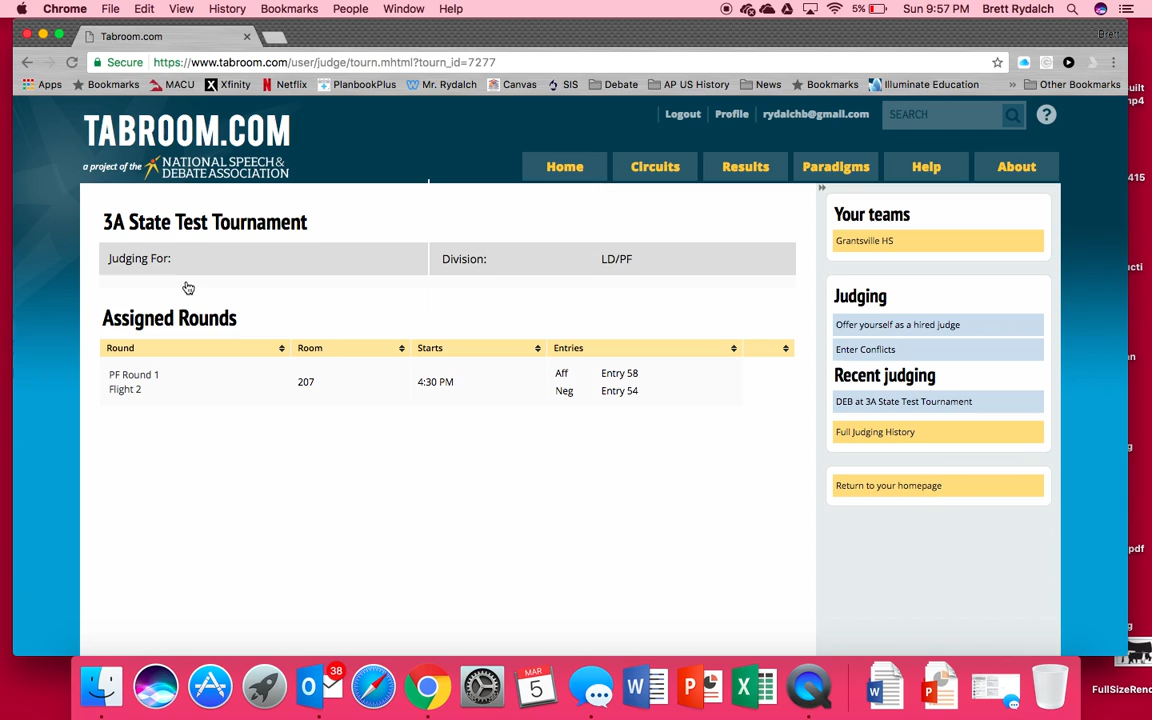 Chrome File Edit View History Bookmarks People Window Help 5% Sun 9:57 PM Brett Rydalch
Tabroom.com
Brett
Secure https://www.tabroom.com/user/judge/tourn.mhtml?tourn_id=7277
Apps Bookmarks MACU Xfinity Netflix PlanbookPlus Mr. Rydalch Canvas SIS Debate AP US History News Bookmarks Illuminate Education » Other Bookmarks
TABROOM.COM
a project of the NATIONAL SPEECH & DEBATE ASSOCIATION
Logout Profile rydalchb@gmail.com SEARCH ?
Home Circuits Results Paradigms Help About
3A State Test Tournament
Judging For: Division: LD/PF
Assigned Rounds
Round Room Starts Entries
PF Round 1
Flight 2
207
4:30 PM
Aff Entry 58
Neg Entry 54
Your teams
Grantsville HS
Judging
Offer yourself as a hired judge
Enter Conflicts
Recent judging
DEB at 3A State Test Tournament
Full Judging History
Return to your homepage
38
MAR
5
415
pdf
FullSizeRend